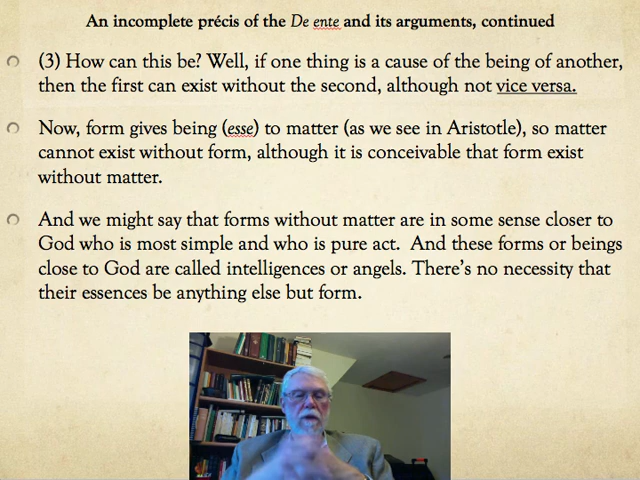 An incomplete précis of the De ente and its arguments, continued
(3) How can this be? Well, if one thing is a cause of the being of another,
then the first can exist without the second, although not vice versa.
Now, form gives being (esse) to matter (as we see in Aristotle), so matter
cannot exist without form, although it is conceivable that form exist
without matter.
And we might say that forms without matter are in some sense closer to
God who is most simple and who is pure act. And these forms or beings
close to God are called intelligences or angels. There's no necessity that
their essences be anything else but form.